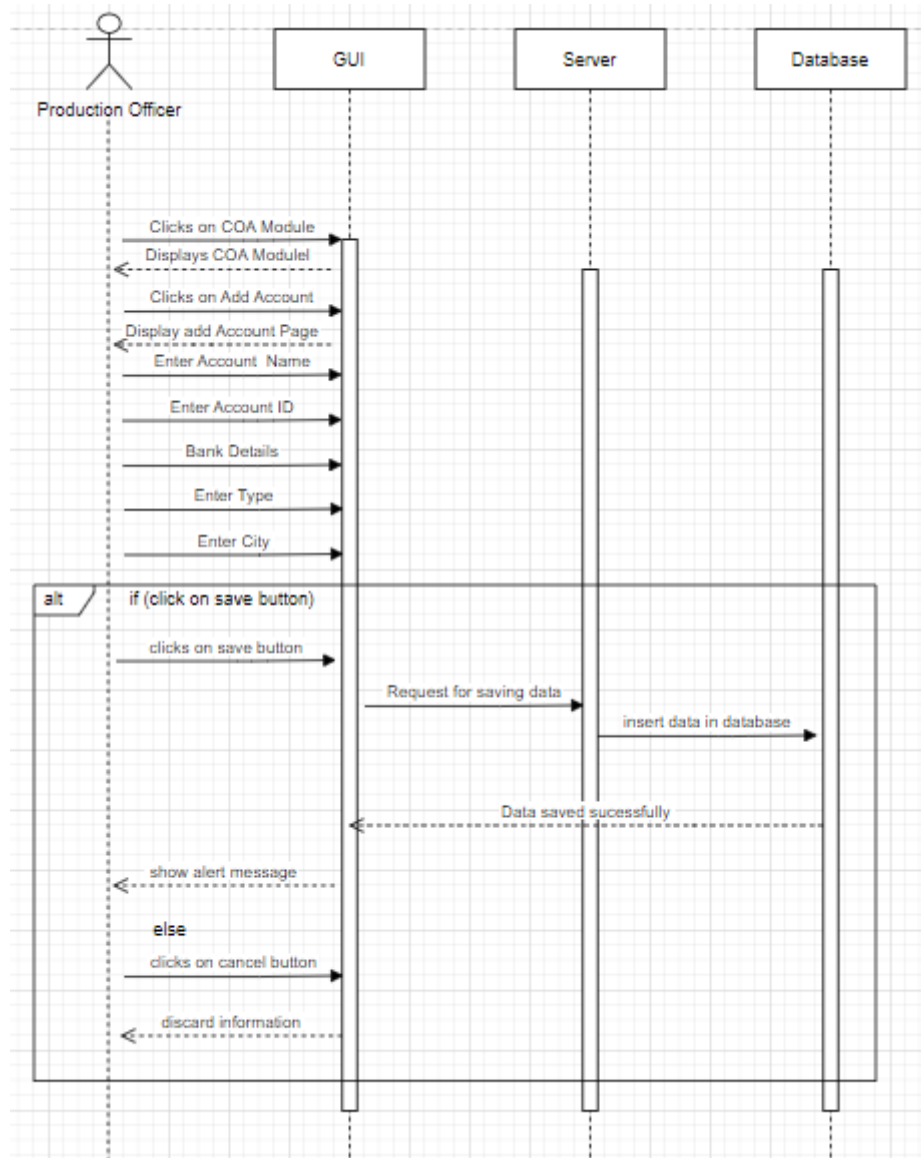 GUI
Server
Database
Production Officer
Clicks on COA Module
Displays COA Modulel
Clicks on Add Account
Display add Account Page
Enter Account Name
Enter Account ID
Bank Details
Enter Type
Enter City
alt
if (click on save button)
clicks on save button
Request for saving data
insert data in database
Data saved sucessfully
show alert message
else
clicks on cancel button
discard information